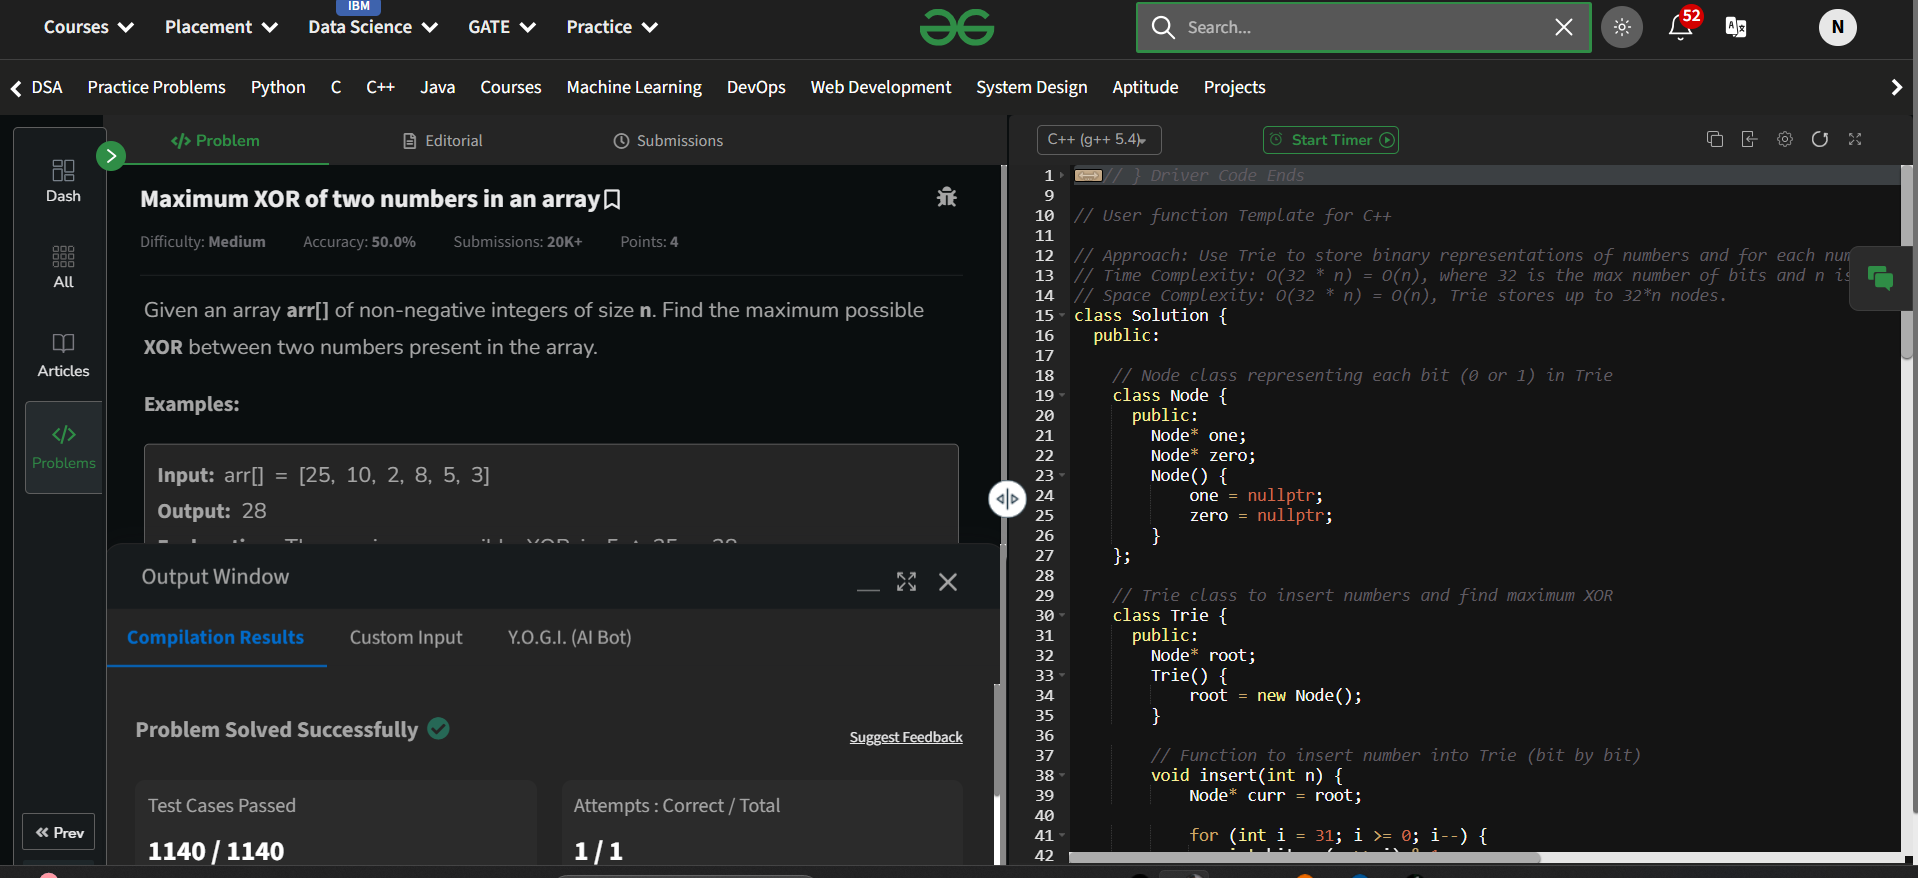 IBM
Courses Placement Data Science GATE Practice
Search...
52
N
DSA Practice Problems Python C C++ Java Courses Machine Learning DevOps Web Development System Design Aptitude Projects
Dash
All
Articles
</>
Problems
Prev
</> Problem Editorial Submissions
Maximum XOR of two numbers in an array
Difficulty: Medium Accuracy: 50.0% Submissions: 20K+ Points: 4
Given an array arr[] of non-negative integers of size n. Find the maximum possible
XOR between two numbers present in the array.
Examples:
Input: arr[] = [25, 10, 2, 8, 5, 3]
Output: 28
Output Window
Compilation Results Custom Input Y.O.G.I. (AI Bot)
Problem Solved Successfully
Suggest Feedback
Test Cases Passed
1140 / 1140
Attempts : Correct / Total
1 / 1
C++ (g++ 5.4) Start Timer
1 // } Driver Code Ends
9
10 // User function Template for C++
11
12 // Approach: Use Trie to store binary representations of numbers and for each num
13 // Time Complexity: O(32 * n) = O(n), where 32 is the max number of bits and n is
14 // Space Complexity: O(32 * n) = O(n), Trie stores up to 32*n nodes.
15 class Solution {
16 public:
17
18 // Node class representing each bit (0 or 1) in Trie
19 class Node {
20 public:
21 Node* one;
22 Node* zero;
23 Node() {
24 one = nullptr;
25 zero = nullptr;
26 }
27 };
28
29 // Trie class to insert numbers and find maximum XOR
30 class Trie {
31 public:
32 Node* root;
33 Trie() {
34 root = new Node();
35 }
36
37 // Function to insert number into Trie (bit by bit)
38 void insert(int n) {
39 Node* curr = root;
40
41 for (int i = 31; i >= 0; i--) {
42